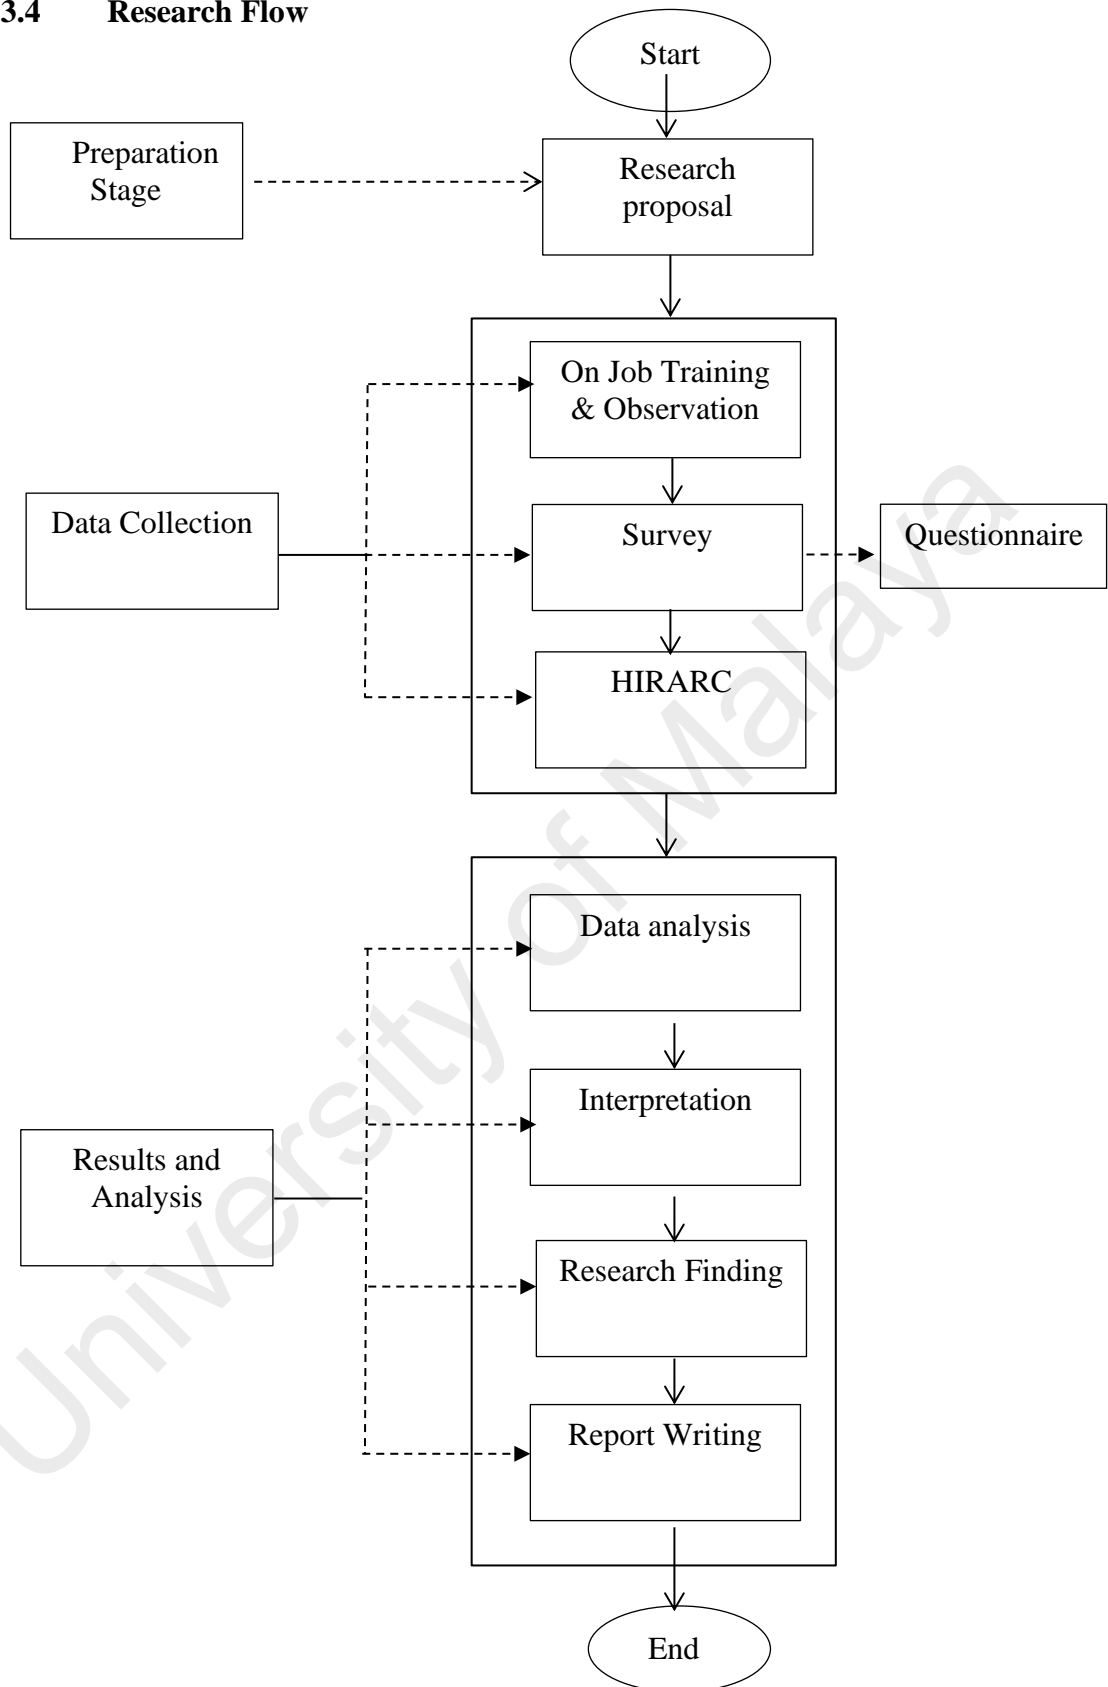 3.4 Research Flow
Start
Preparation
Stage
Research
proposal
On Job Training
& Observation
Data Collection
Survey
Questionnaire
HIRARC
Data analysis
Interpretation
Results and
Analysis
Research Finding
Report Writing
End
University of Malaya